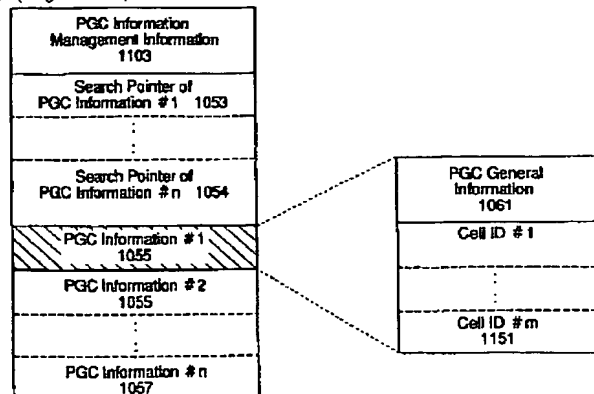 PGC Information
Management Information
1103
Search Pointer of
PGC Information #1 1053
Search Pointer of
PGC Information #n 1054
PGC Information #1
1055
PGC Information #2
1055
PGC Information #n
1057
PGC General
Information
1061
Cell ID #1
Cell ID #m
1151